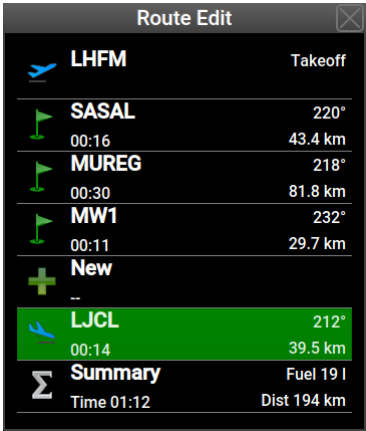 Route Edit
LHFM Takeoff
SASAL 220°
00:16 43.4 km
MUREG 218°
00:30 81.8 km
MW1 232°
00:11 29.7 km
New
--
LJCL 212°
00:14 39.5 km
Summary Fuel 19 l
Time 01:12 Dist 194 km